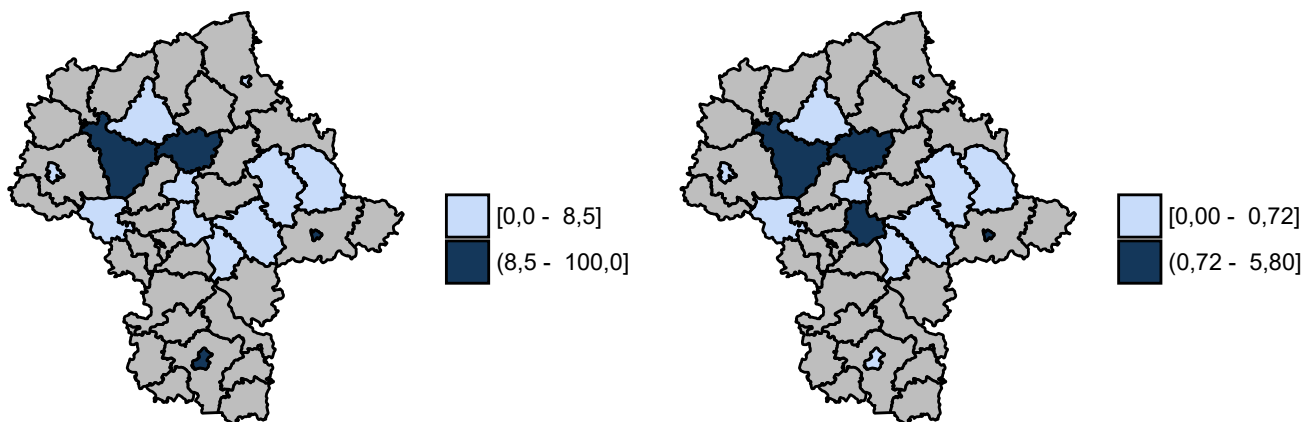 [0,0 - 8,5]
(8,5 - 100,0]
[0,00 - 0,72]
(0,72 - 5,80]